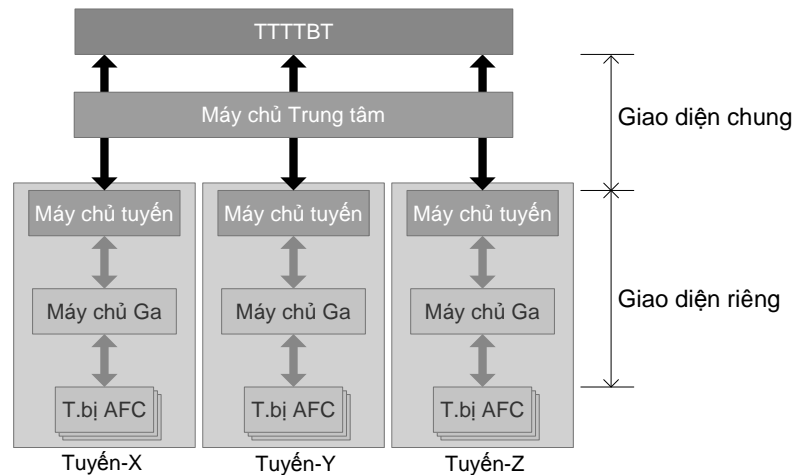 TTTTBT
Máy chủ Trung tâm
Giao diện chung
Máy chủ tuyến
Máy chủ tuyến
Máy chủ tuyến
Máy chủ Ga
Máy chủ Ga
Máy chủ Ga
Giao diện riêng
T.bị AFC
T.bị AFC
T.bị AFC
Tuyến-X
Tuyến-Y
Tuyến-Z